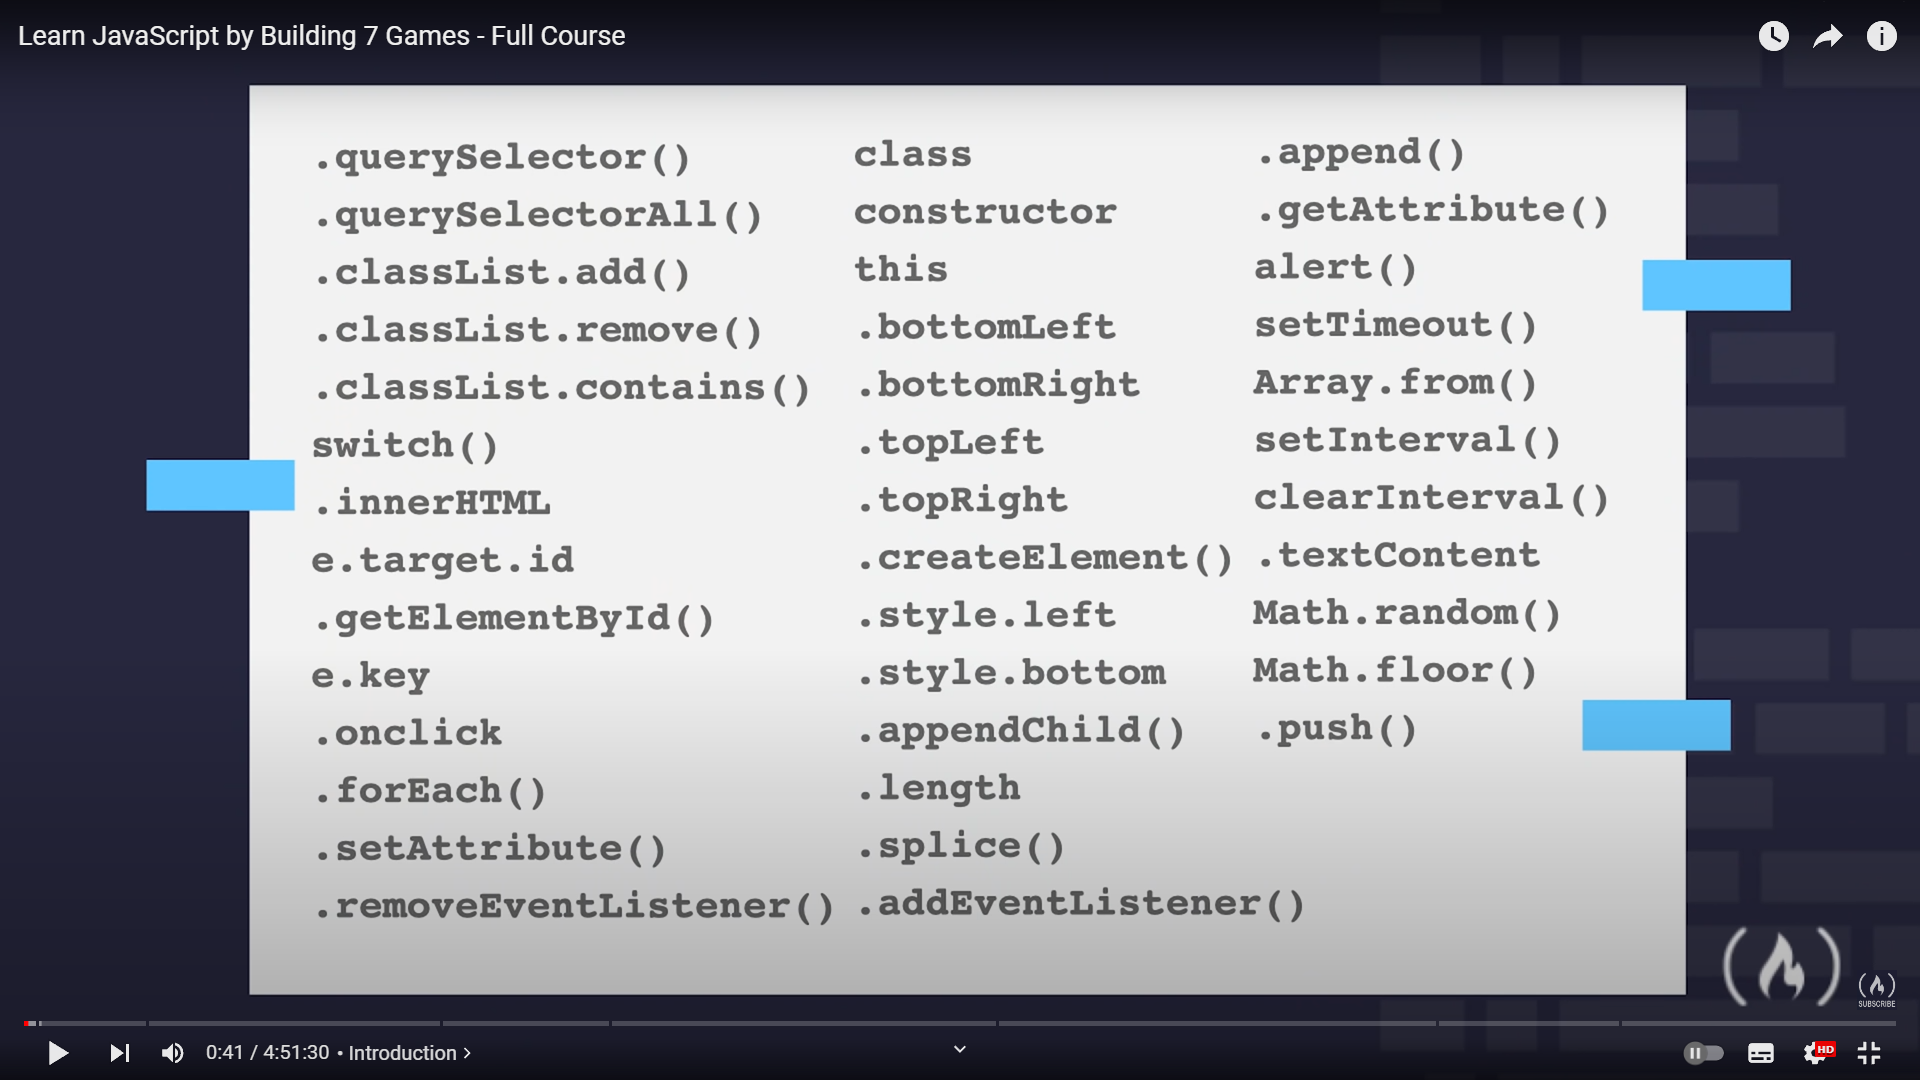 Learn JavaScript by Building 7 Games - Full Course
.querySelector()
.querySelectorAll()
.classList.add()
.classList.remove()
.classList.contains()
switch()
.innerHTML
e.target.id
.getElementById()
e.key
.onclick
.forEach()
.setAttribute()
.removeEventListener()
class
constructor
this
.bottomLeft
.bottomRight
.topLeft
.topRight
.createElement()
.style.left
.style.bottom
.appendChild()
.length
.splice()
.addEventListener()
.append()
.getAttribute()
alert()
setTimeout()
Array.from()
setInterval()
clearInterval()
.textContent
Math.random()
Math.floor()
.push()
SUBSCRIBE
0:41 / 4:51:30 • Introduction >
HD